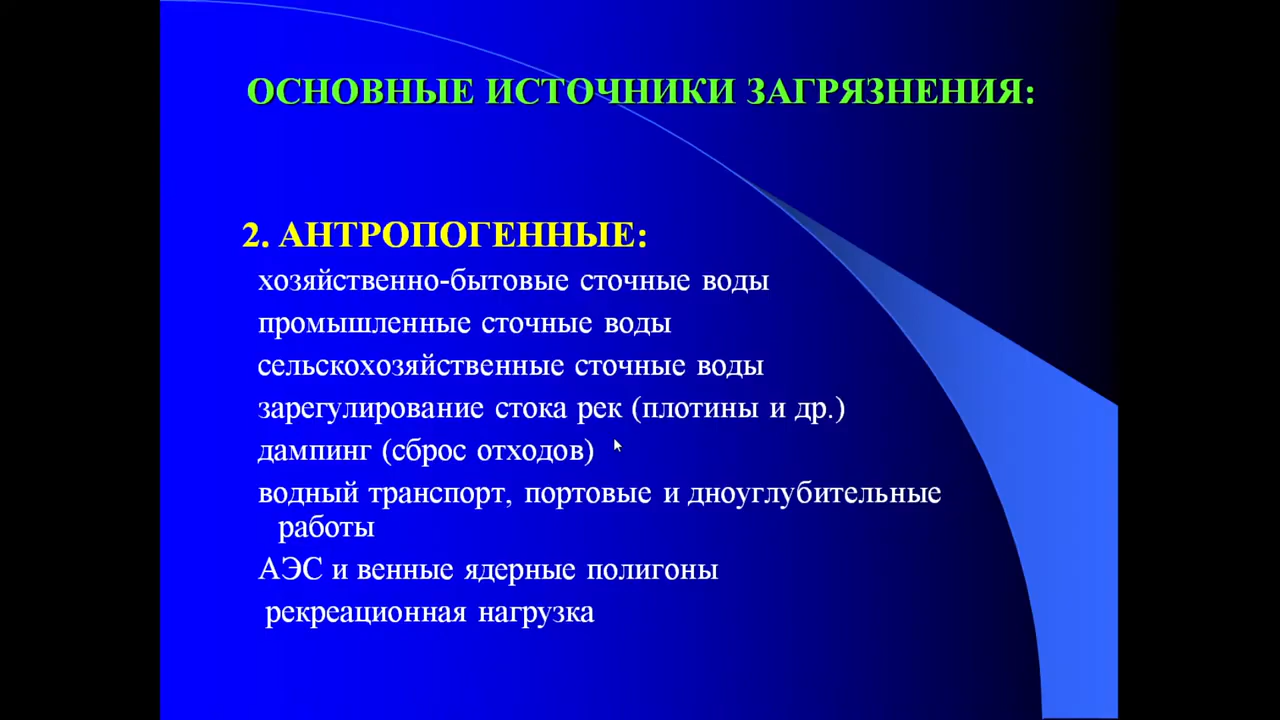 ОСНОВНЫЕ ИСТОЧНИКИ ЗАГРЯЗНЕНИЯ:
2. АНТРОПОГЕННЫЕ:
хозяйственно-бытовые сточные воды
промышленные сточные воды
сельскохозяйственные сточные воды
зарегулирование стока рек (плотины и др.)
дампинг (сброс отходов)
водный транспорт, портовые и дноуглубительные
работы
АЭС и венные ядерные полигоны
рекреационная нагрузка